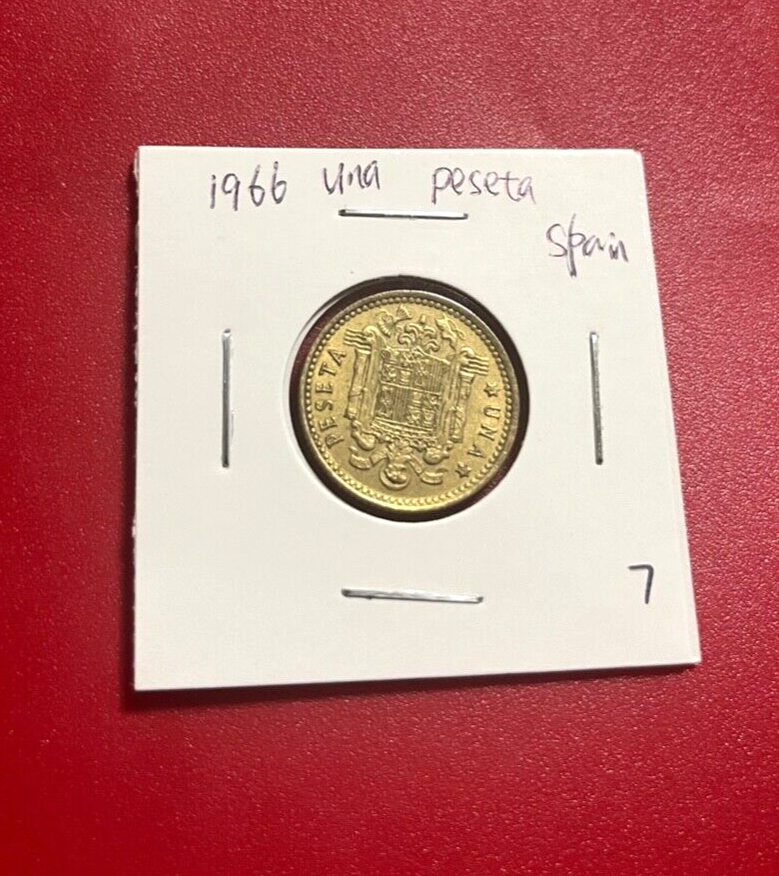 1966 una peseta
Spain
PESETA
★ UNA ★
7